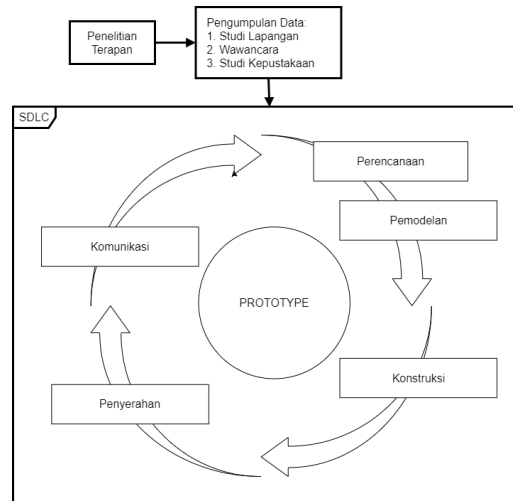 Penelitian
Terapan
Pengumpulan Data:
1. Studi Lapangan
2. Wawancara
3. Studi Kepustakaan
SDLC
Perencanaan
Pemodelan
Komunikasi
PROTOTYPE
Konstruksi
Penyerahan